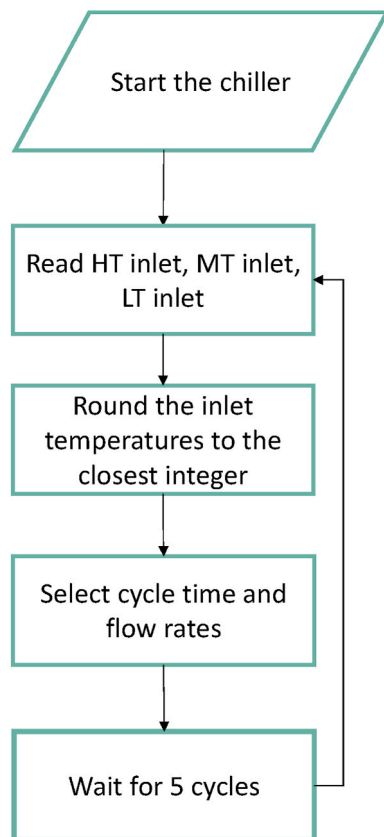 Start the chiller
Read HT inlet, MT inlet,
LT inlet
Round the inlet
temperatures to the
closest integer
Select cycle time and
flow rates
Wait for 5 cycles